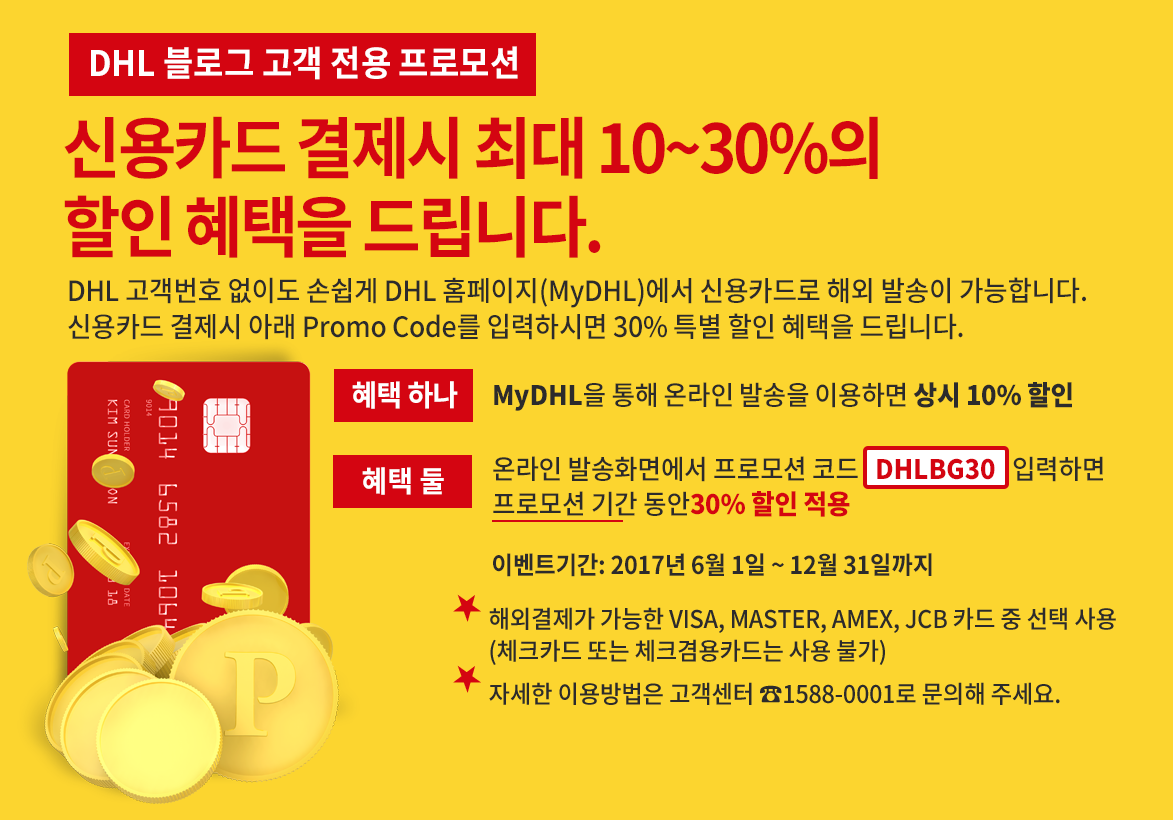 DHL 블로그 고객 전용 프로모션
신용카드 결제시 최대 10~30%의
할인 혜택을 드립니다.
DHL 고객번호 없이도 손쉽게 DHL 홈페이지(MyDHL)에서 신용카드로 해외 발송이 가능합니다.
신용카드 결제시 아래 Promo Code를 입력하시면 30% 특별 할인 혜택을 드립니다.
혜택 하나
MyDHL을 통해 온라인 발송을 이용하면 상시 10% 할인
혜택 둘
온라인 발송화면에서 프로모션 코드 DHLBG30 입력하면
프로모션 기간 동안30% 할인 적용
이벤트기간: 2017년 6월 1일 ~ 12월 31일까지
★ 해외결제가 가능한 VISA, MASTER, AMEX, JCB 카드 중 선택 사용
(체크카드 또는 체크겸용카드는 사용 불가)
★ 자세한 이용방법은 고객센터 ☎1588-0001로 문의해 주세요.
9014 6582
9014
CARD HOLDER
KIM
DATE
18
P